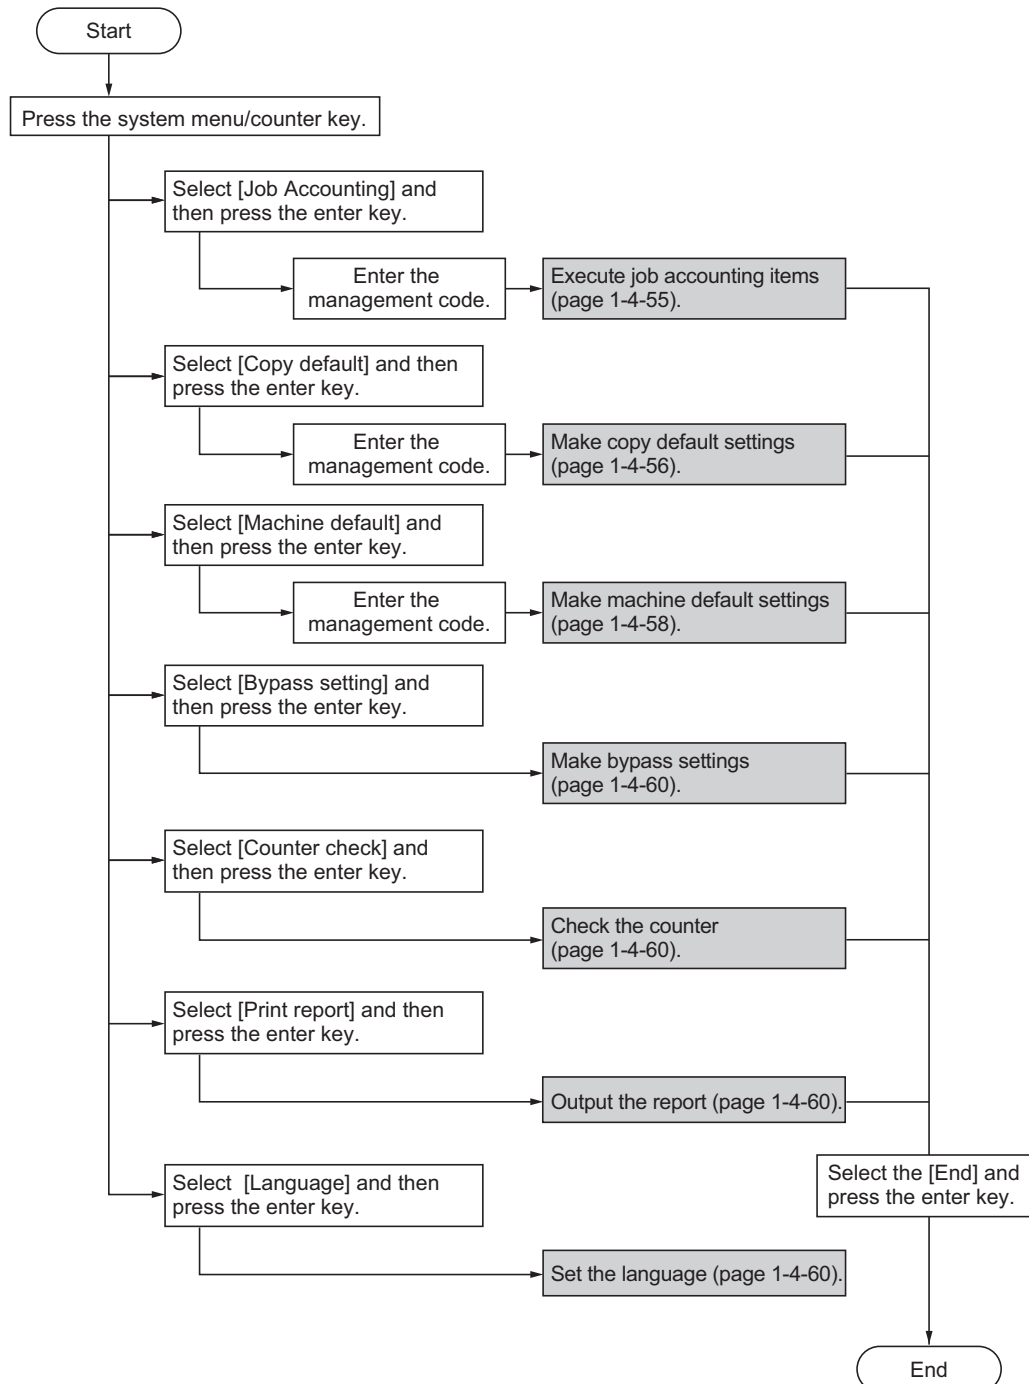 Start
Press the system menu/counter key.
Select [Job Accounting] and
then press the enter key.
Enter the
management code.
Execute job accounting items
(page 1-4-55).
Select [Copy default] and then
press the enter key.
Enter the
management code.
Make copy default settings
(page 1-4-56).
Select [Machine default] and
then press the enter key.
Enter the
management code.
Make machine default settings
(page 1-4-58).
Select [Bypass setting] and
then press the enter key.
Make bypass settings
(page 1-4-60).
Select [Counter check] and
then press the enter key.
Check the counter
(page 1-4-60).
Select [Print report] and then
press the enter key.
Output the report (page 1-4-60).
Select [Language] and then
press the enter key.
Set the language (page 1-4-60).
Select the [End] and
press the enter key.
End